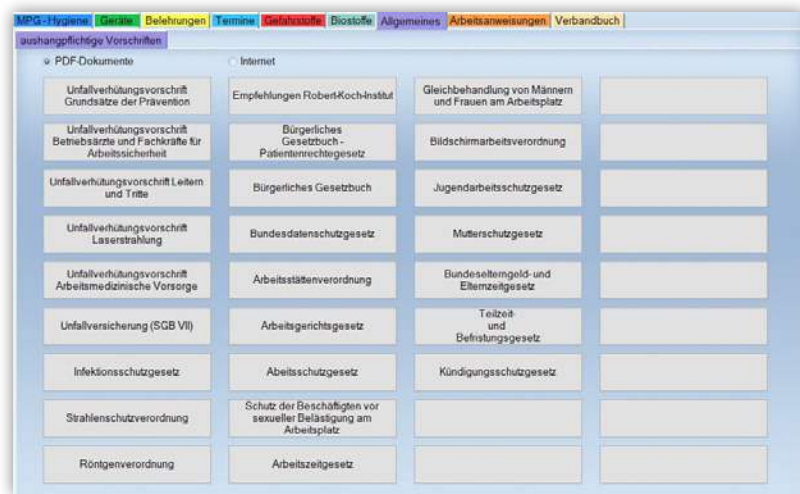 MPG-Hygiene Geräte Belehrungen Termine Gefahrstoffe Biostoffe Allgemeines Arbeitsanweisungen Verbandbuch
aushangpflichtige Vorschriften
PDF-Dokumente Internet
Unfallverhütungsvorschrift
Grundsätze der Prävention
Empfehlungen Robert-Koch-Institut
Gleichbehandlung von Männern
und Frauen am Arbeitsplatz
Unfallverhütungsvorschrift
Betriebsärzte und Fachkräfte für
Arbeitssicherheit
Bürgerliches
Gesetzbuch -
Patientenrechtegesetz
Bildschirmarbeitsverordnung
Unfallverhütungsvorschrift Leitern
und Tritte
Bürgerliches Gesetzbuch
Jugendarbeitsschutzgesetz
Unfallverhütungsvorschrift
Laserstrahlung
Bundesdatenschutzgesetz
Mutterschutzgesetz
Unfallverhütungsvorschrift
Arbeitsmedizinische Vorsorge
Arbeitsstättenverordnung
Bundeselterngeld- und
Elternzeitgesetz
Unfallversicherung (SGB VII)
Arbeitsgerichtsgesetz
Teilzeit-
und
Befristungsgesetz
Infektionsschutzgesetz
Abeitsschutzgesetz
Kündigungsschutzgesetz
Strahlenschutzverordnung
Schutz der Beschäftigten vor
sexueller Belästigung am
Arbeitsplatz
Röntgenverordnung
Arbeitszeitgesetz